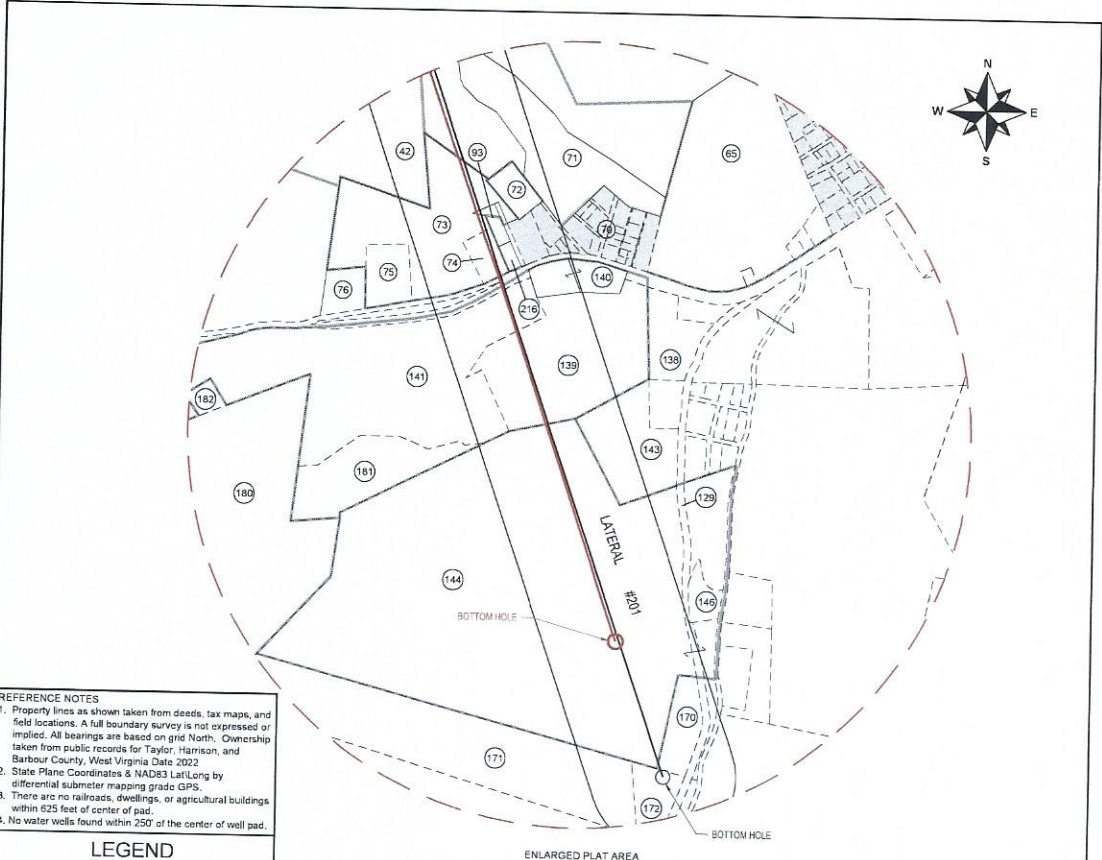 N
W E
S
42
93
71
65
72
73
70
74
75
76
140
216
139
138
141
182
143
181
180
129
LATERAL #201
144
146
BOTTOM HOLE
170
171
172
BOTTOM HOLE
ENLARGED PLAT AREA
REFERENCE NOTES
1. Property lines as shown taken from deeds, tax maps, and
field locations. A full boundary survey is not expressed or
implied. All bearings are based on grid North. Ownership
taken from public records for Taylor, Harrison, and
Barbour County, West Virginia Date 2022
2. State Plane Coordinates & NAD83 Lat\Long by
differential submeter mapping grade GPS.
3. There are no railroads, dwellings, or agricultural buildings
within 625 feet of center of pad.
4. No water wells found within 250' of the center of well pad.
LEGEND